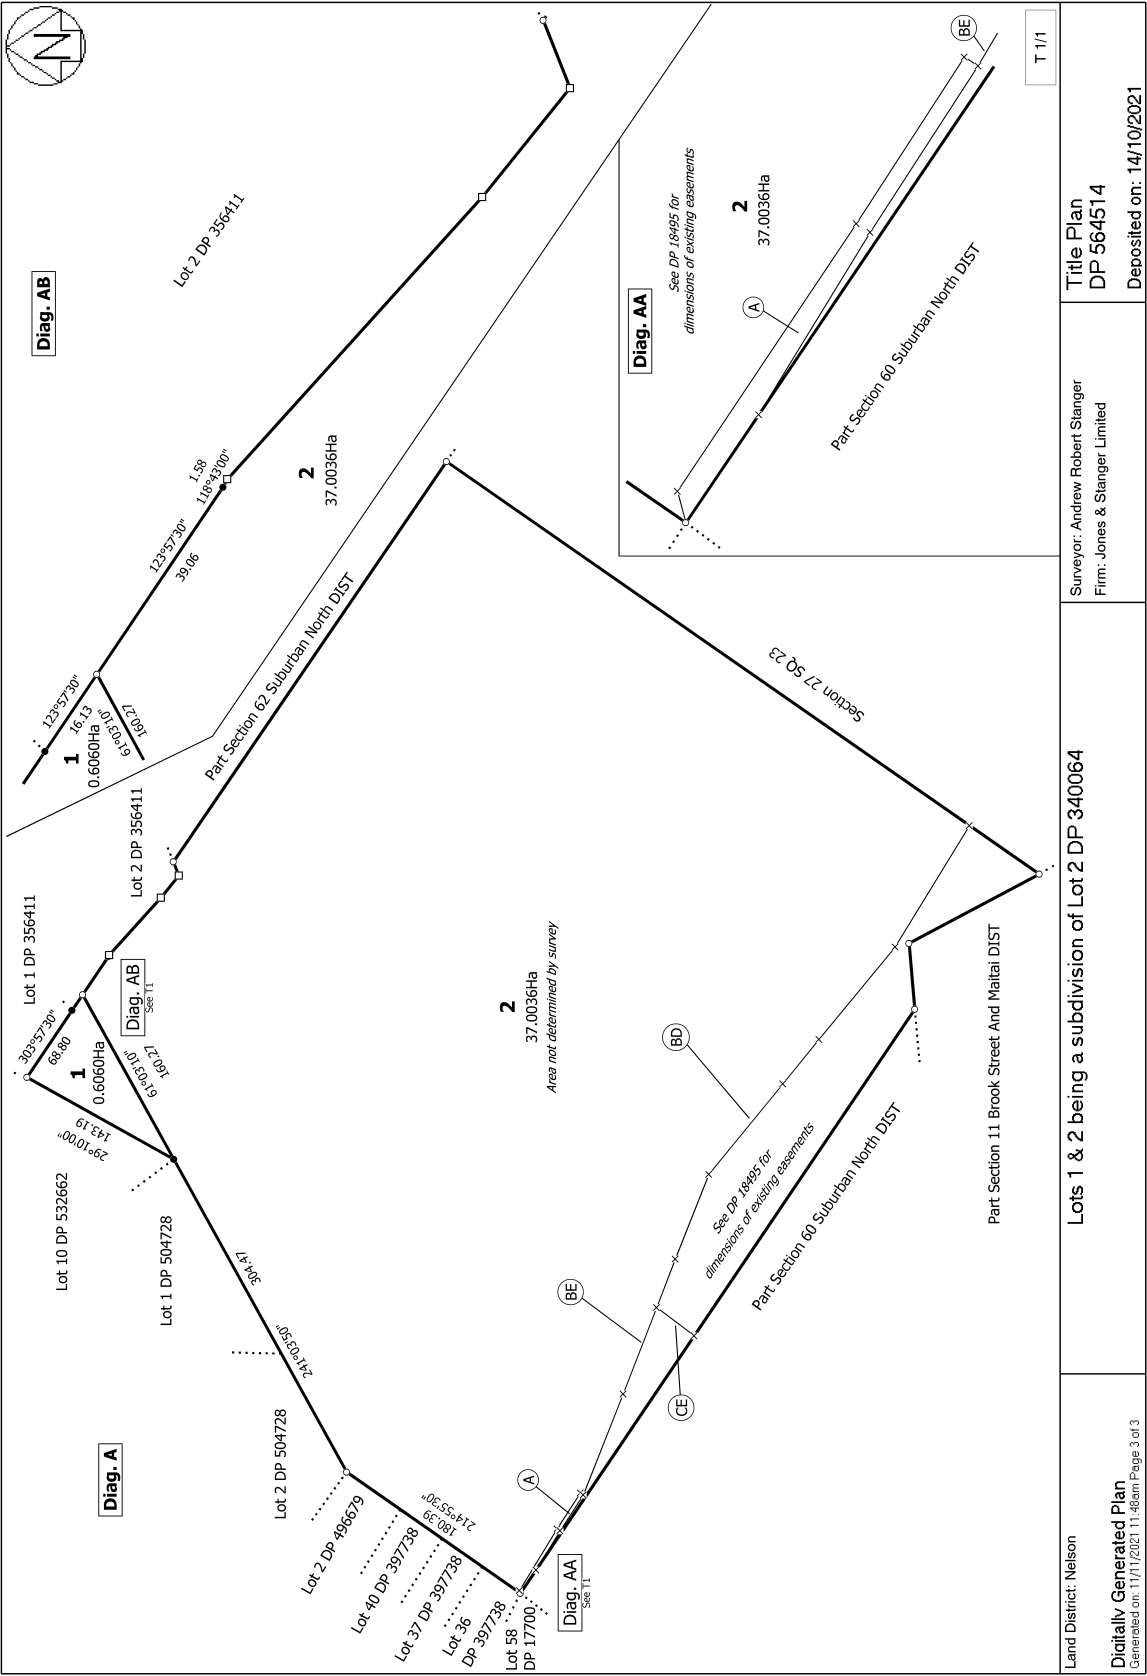 N
Diag. A
Lot 10 DP 532662
Lot 1 DP 504728
Lot 2 DP 504728
Lot 1 DP 356411
Lot 2 DP 356411
303°57'30"
68.80
1
0.6060Ha
29°10'00"
143.19
61°03'10"
160.27
Diag. AB
See T1
304.47
241°03'50"
Lot 2 DP 496679
Lot 40 DP 397738
Lot 37 DP 397738
Lot 36
DP 397738
Lot 58
DP 17700
214°55'30"
180.39
Diag. AA
See T1
A
BE
CE
BD
2
37.0036Ha
Area not determined by survey
See DP 18495 for
dimensions of existing easements
Part Section 60 Suburban North DIST
Part Section 11 Brook Street And Maitai DIST
Section 27 SQ 23
Part Section 62 Suburban North DIST
Diag. AB
Lot 2 DP 356411
123°57'30"
16.13
1
0.6060Ha
61°03'10"
160.27
123°57'30"
39.06
1.58
118°43'00"
2
37.0036Ha
Diag. AA
See DP 18495 for
dimensions of existing easements
2
37.0036Ha
A
BE
Part Section 60 Suburban North DIST
T 1/1
Land District: Nelson
Digitally Generated Plan
Generated on: 11/11/2021 11:48am Page 3 of 3
Lots 1 & 2 being a subdivision of Lot 2 DP 340064
Surveyor: Andrew Robert Stanger
Firm: Jones & Stanger Limited
Title Plan
DP 564514
Deposited on: 14/10/2021